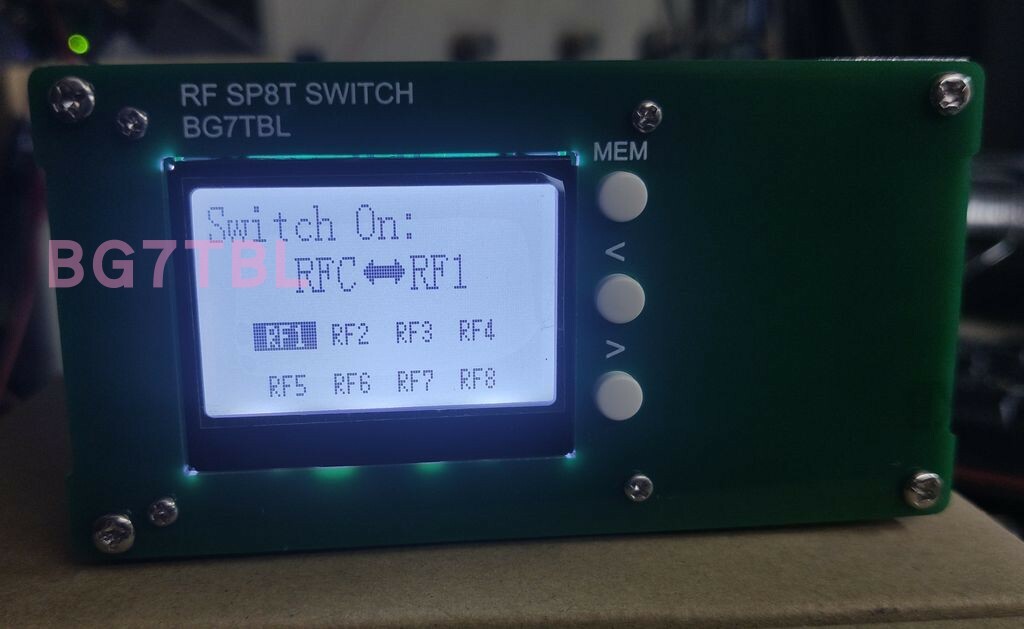 RF SP8T SWITCH
BG7TBL
MEM
<
>
Switch On:
RFC⬌RF1
RF1 RF2 RF3 RF4
RF5 RF6 RF7 RF8
BG7TBL